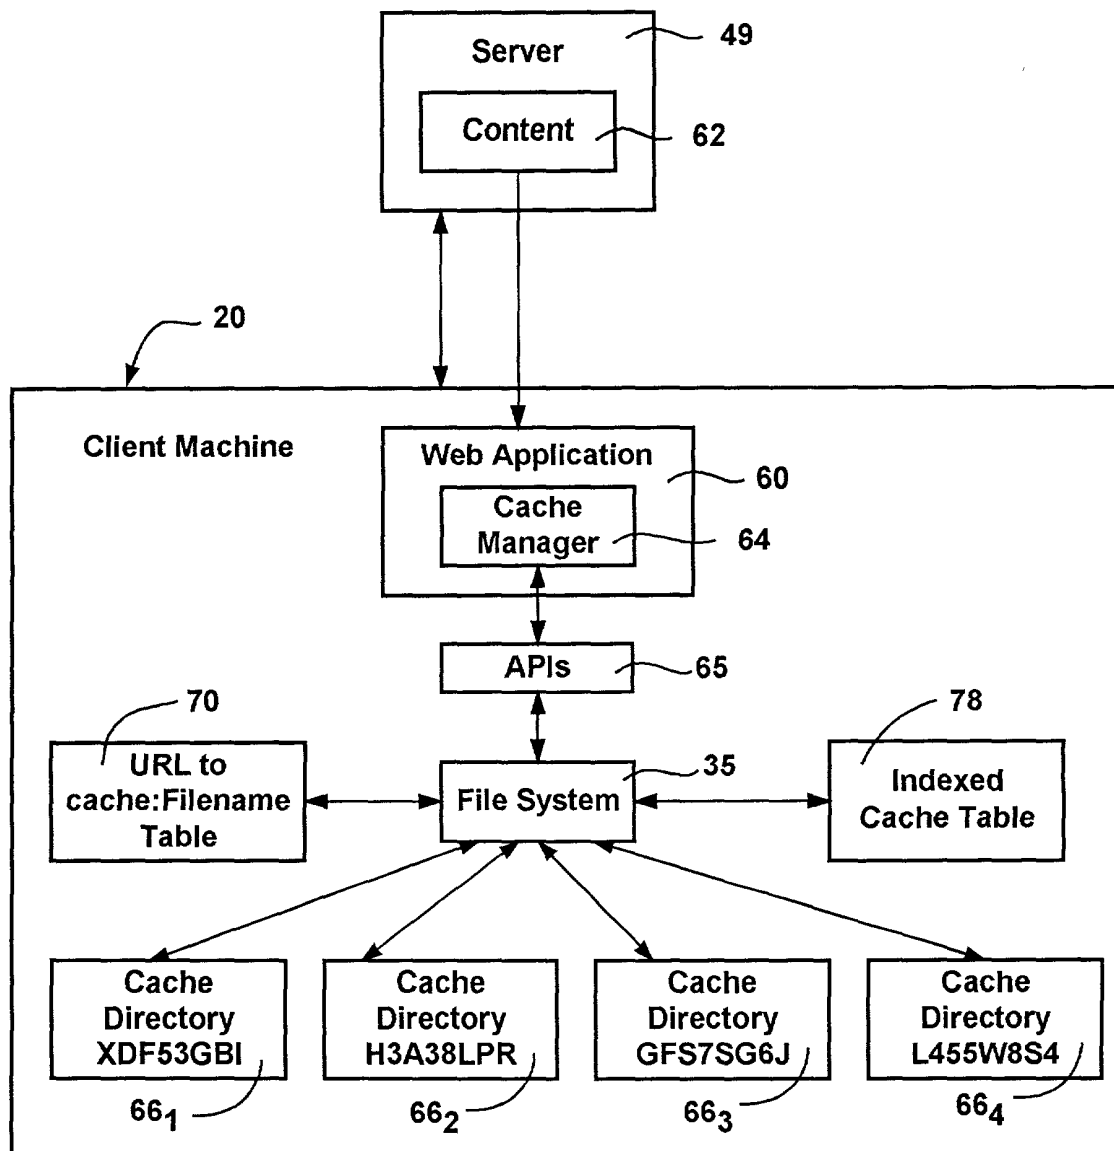 Server
49
Content
62
20
Client Machine
Web Application
60
Cache
Manager
64
APIs
65
70
78
URL to
cache:Filename
Table
File System
35
Indexed
Cache Table
Cache
Directory
XDF53GBI
66₁
Cache
Directory
H3A38LPR
66₂
Cache
Directory
GFS7SG6J
66₃
Cache
Directory
L455W8S4
66₄